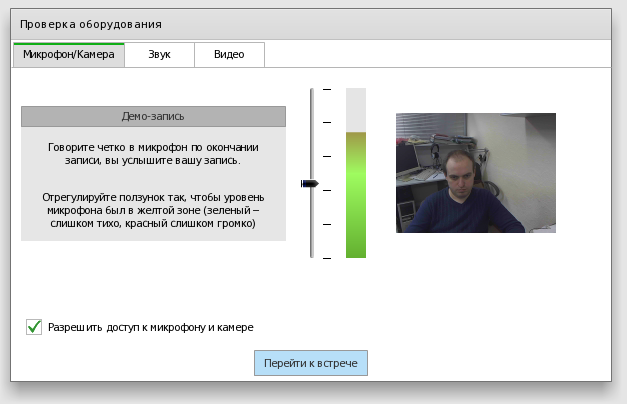 Проверка оборудования
Микрофон/Камера
Звук
Видео
Демо-запись
Говорите четко в микрофон по окончании
записи, вы услышите вашу запись.
Отрегулируйте ползунок так, чтобы уровень
микрофона был в желтой зоне (зеленый –
слишком тихо, красный слишком громко)
Разрешить доступ к микрофону и камере
Перейти к встрече